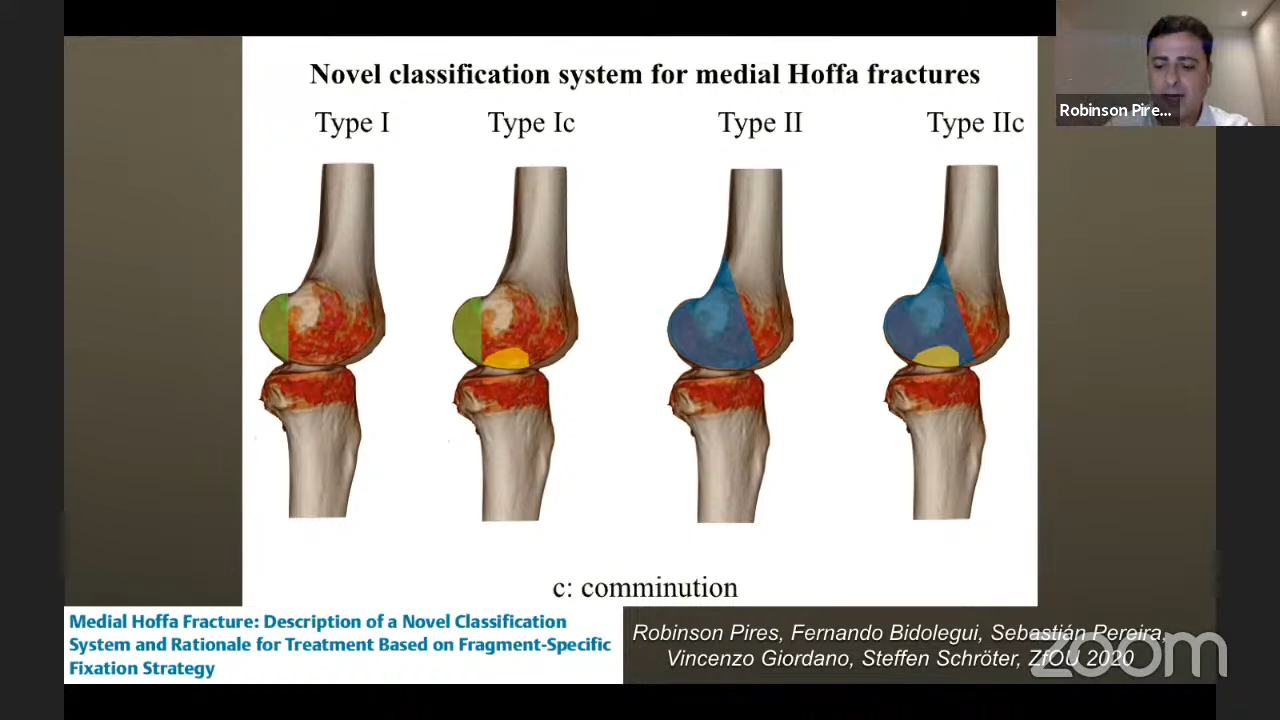 Novel classification system for medial Hoffa fractures
Type I
Type Ic
Type II
Type IIc
c: comminution
Medial Hoffa Fracture: Description of a Novel Classification
System and Rationale for Treatment Based on Fragment-Specific
Fixation Strategy
Robinson Pires, Fernando Bidolegui, Sebastián Pereira,
Vincenzo Giordano, Steffen Schröter, ZfOU 2020
Robinson Pire...
zoom